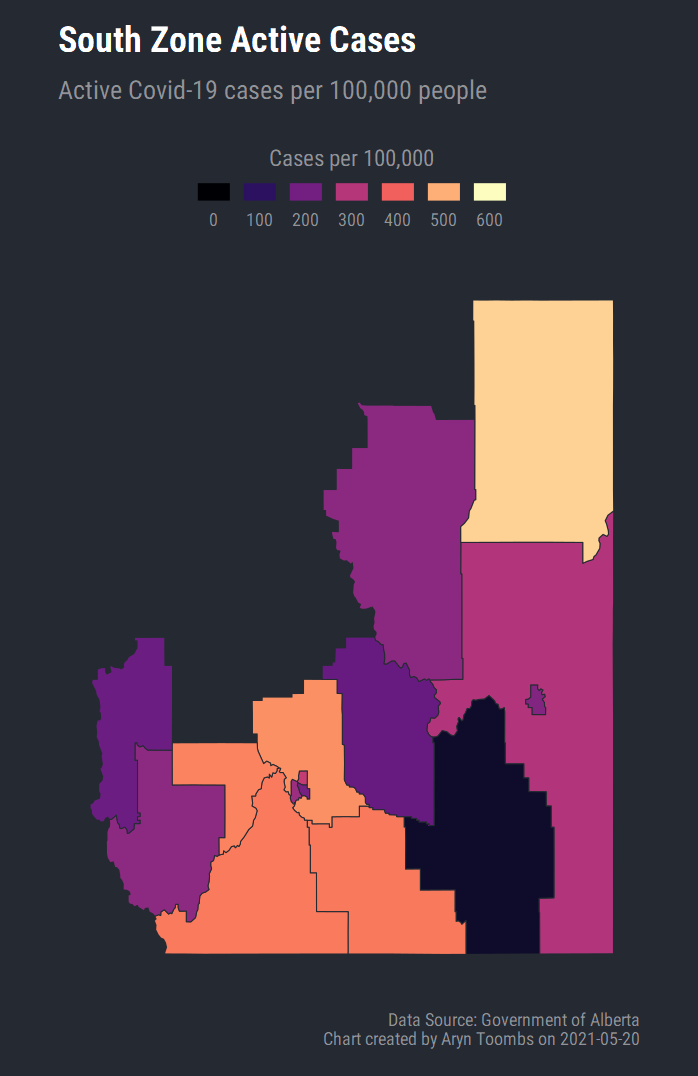 South Zone Active Cases
Active Covid-19 cases per 100,000 people
Cases per 100,000
0 100 200 300 400 500 600
Data Source: Government of Alberta
Chart created by Aryn Toombs on 2021-05-20